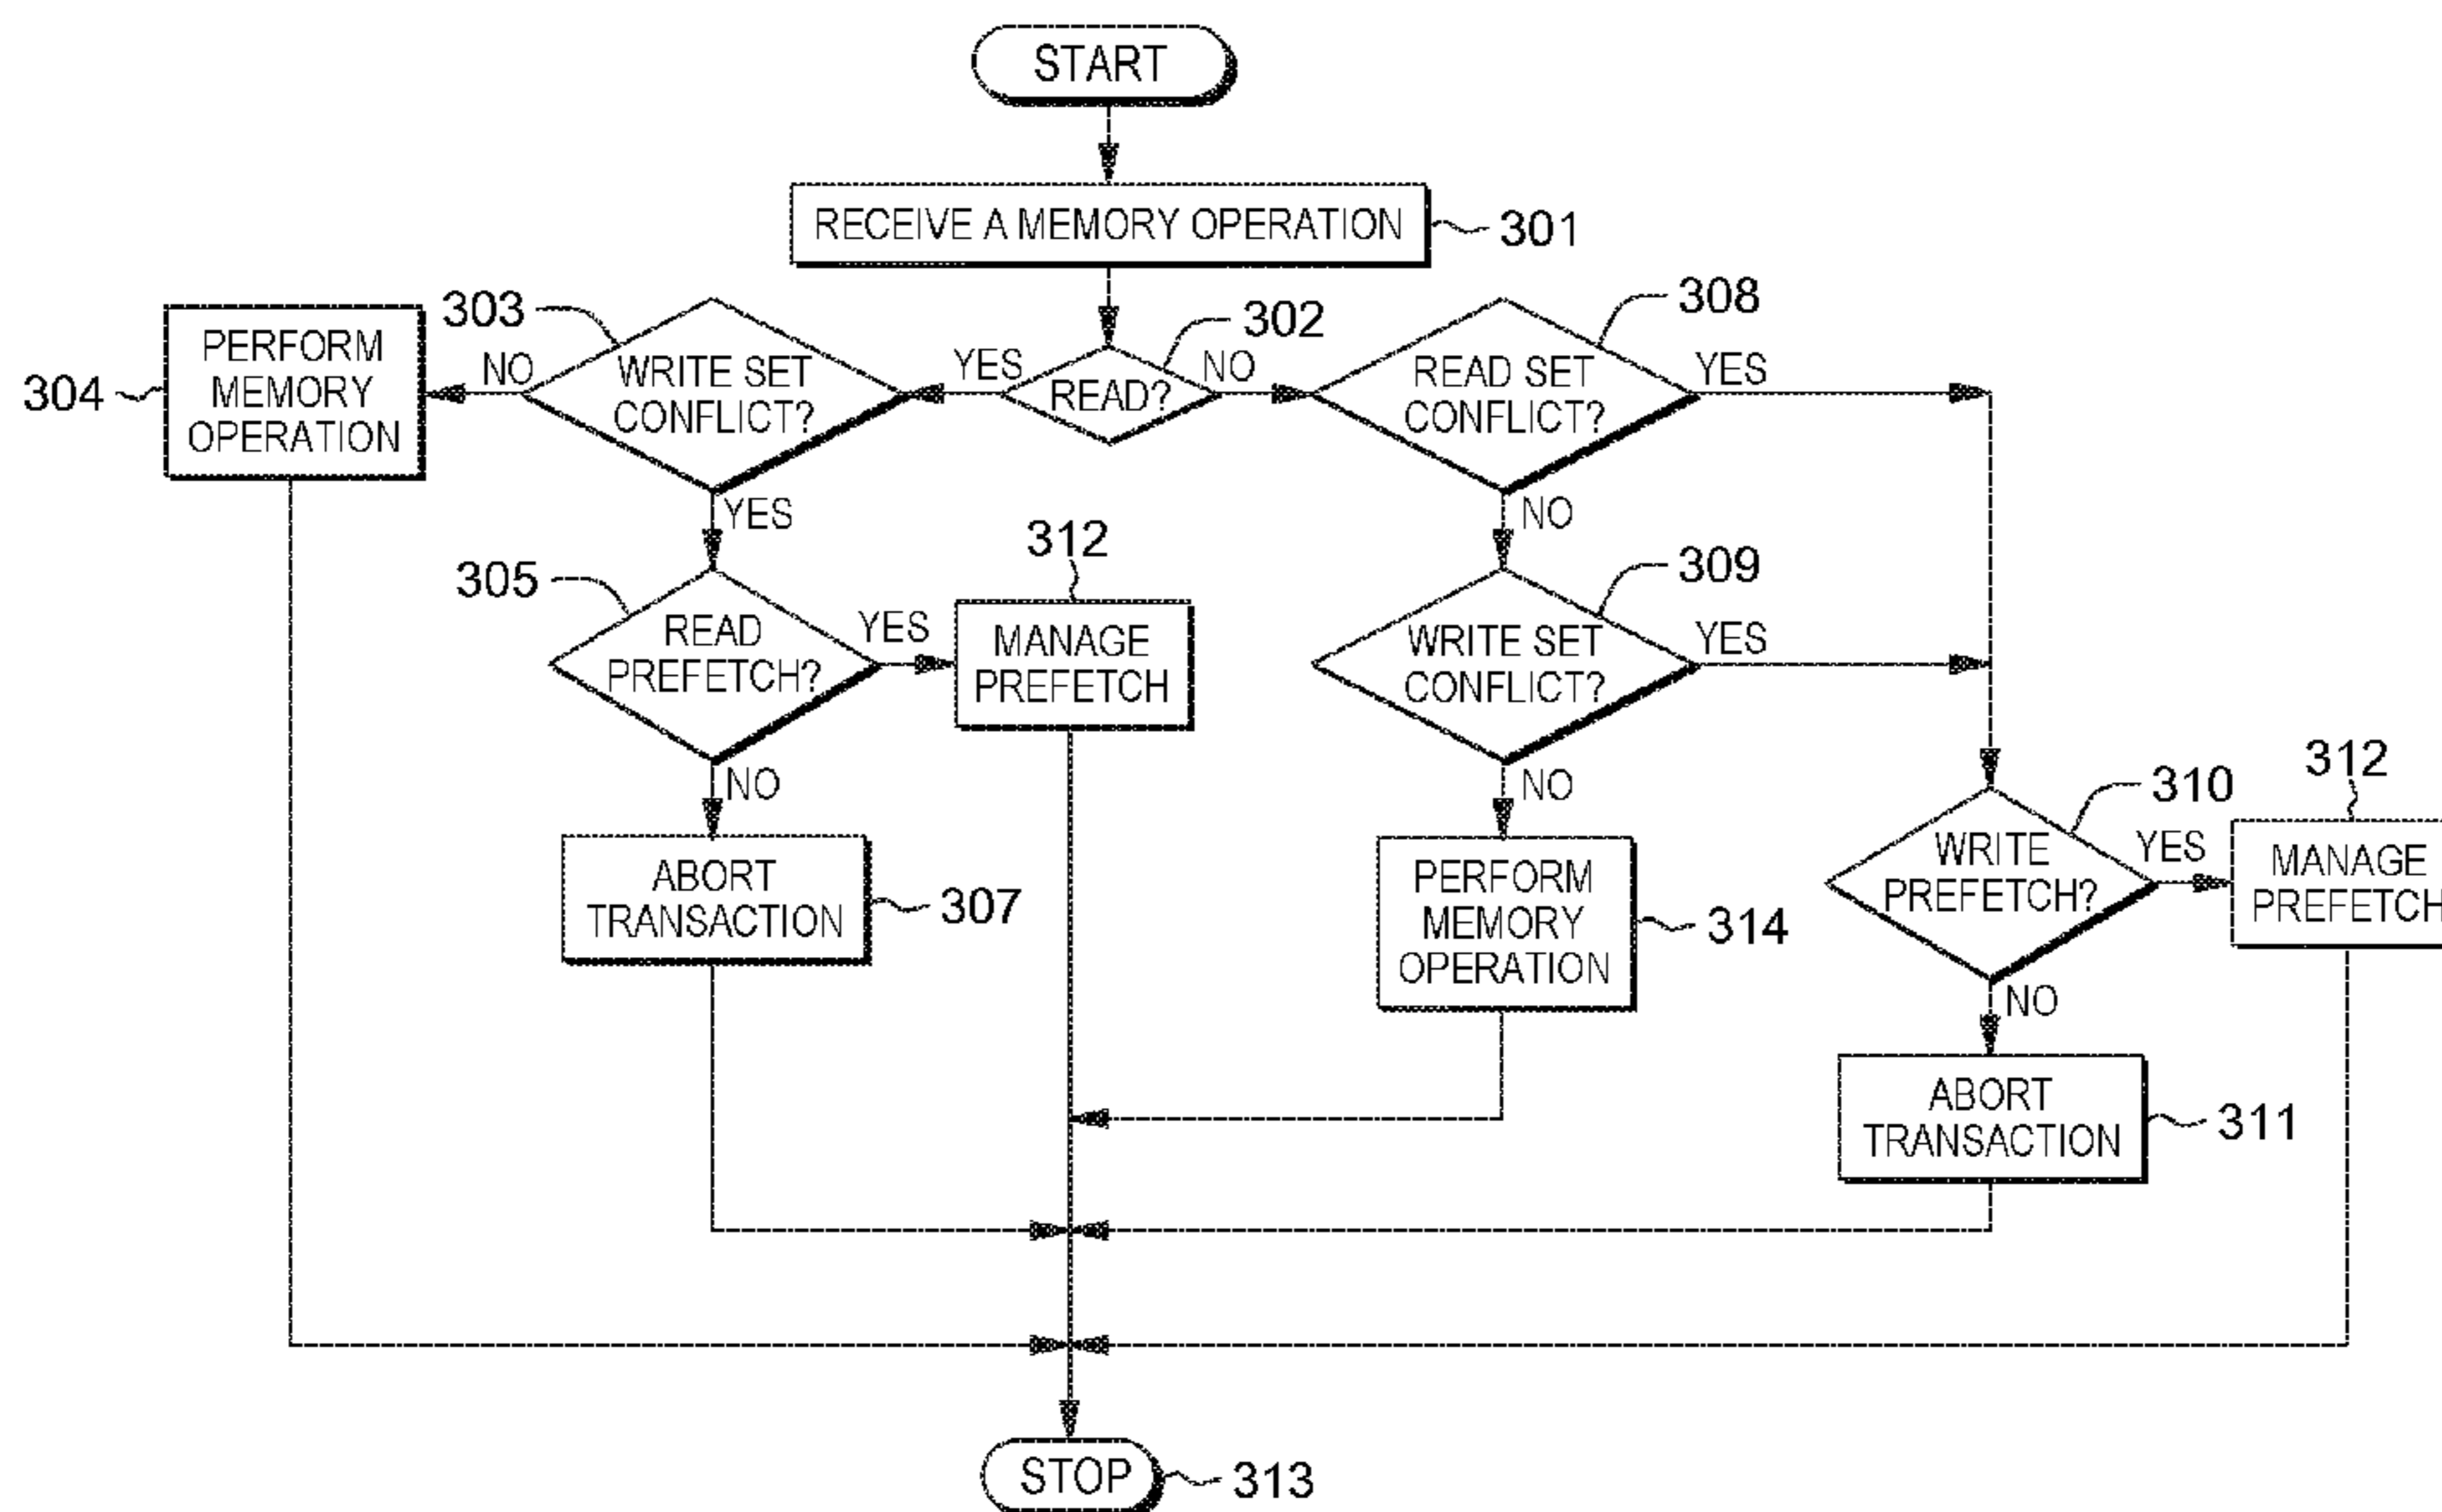 START
RECEIVE A MEMORY OPERATION
301
303
302
308
304
PERFORM
MEMORY
OPERATION
NO
WRITE SET
CONFLICT?
YES
READ?
NO
READ SET
CONFLICT?
YES
YES
NO
305
READ
PREFETCH?
YES
312
MANAGE
PREFETCH
309
WRITE SET
CONFLICT?
YES
NO
NO
310
312
ABORT
TRANSACTION
307
PERFORM
MEMORY
OPERATION
314
WRITE
PREFETCH?
YES
MANAGE
PREFETCH
NO
ABORT
TRANSACTION
311
STOP
313